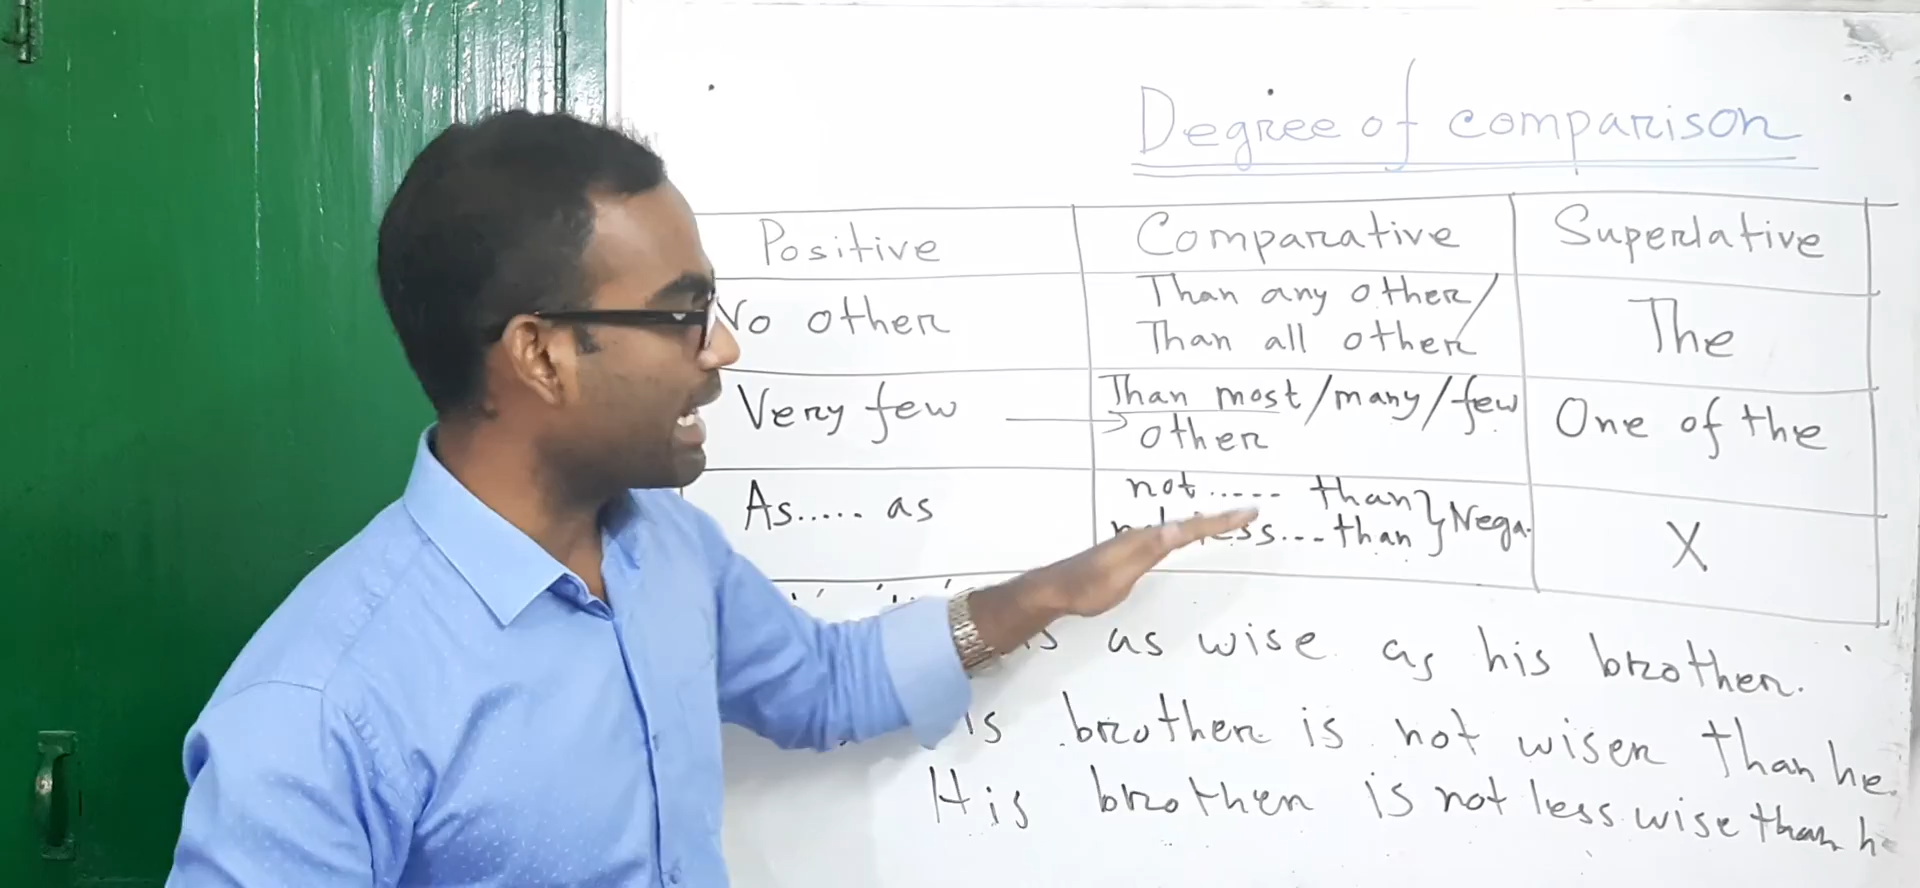 Degree of comparison
Positive Comparative Superlative
No other Than any other/ The
Than all other
Very few Than most/many/few One of the
other
As..... as not..... than } Nega. X
less...than
as wise as his brother.
is brother is not wiser than he.
His brother is not less wise than he